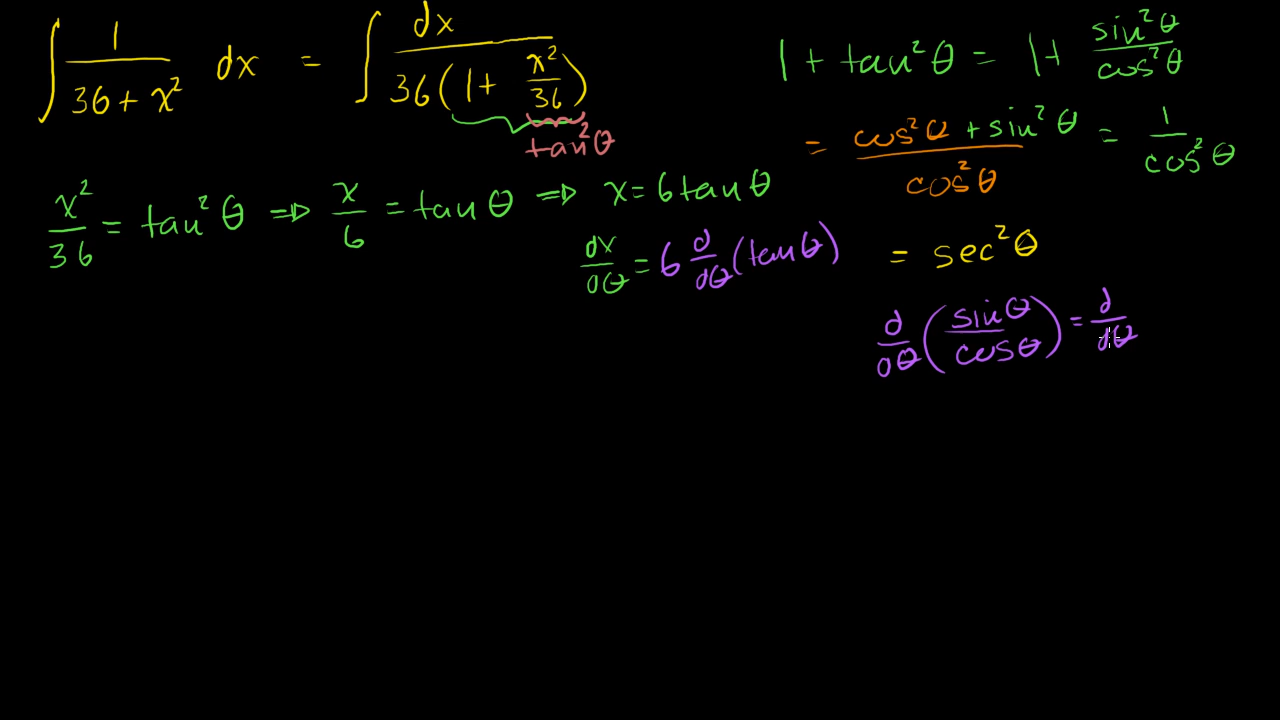 ∫ 1/(36 + x²) dx = ∫ dx/(36(1 + x²/36))
tan²θ
x²/36 = tan²θ ⇒ x/6 = tanθ ⇒ x = 6tanθ
dx/dθ = 6 d/dθ (tanθ)
1 + tan²θ = 1 + sin²θ/cos²θ
= (cos²θ + sin²θ)/cos²θ = 1/cos²θ
= sec²θ
d/dθ (sinθ/cosθ) = d/dθ